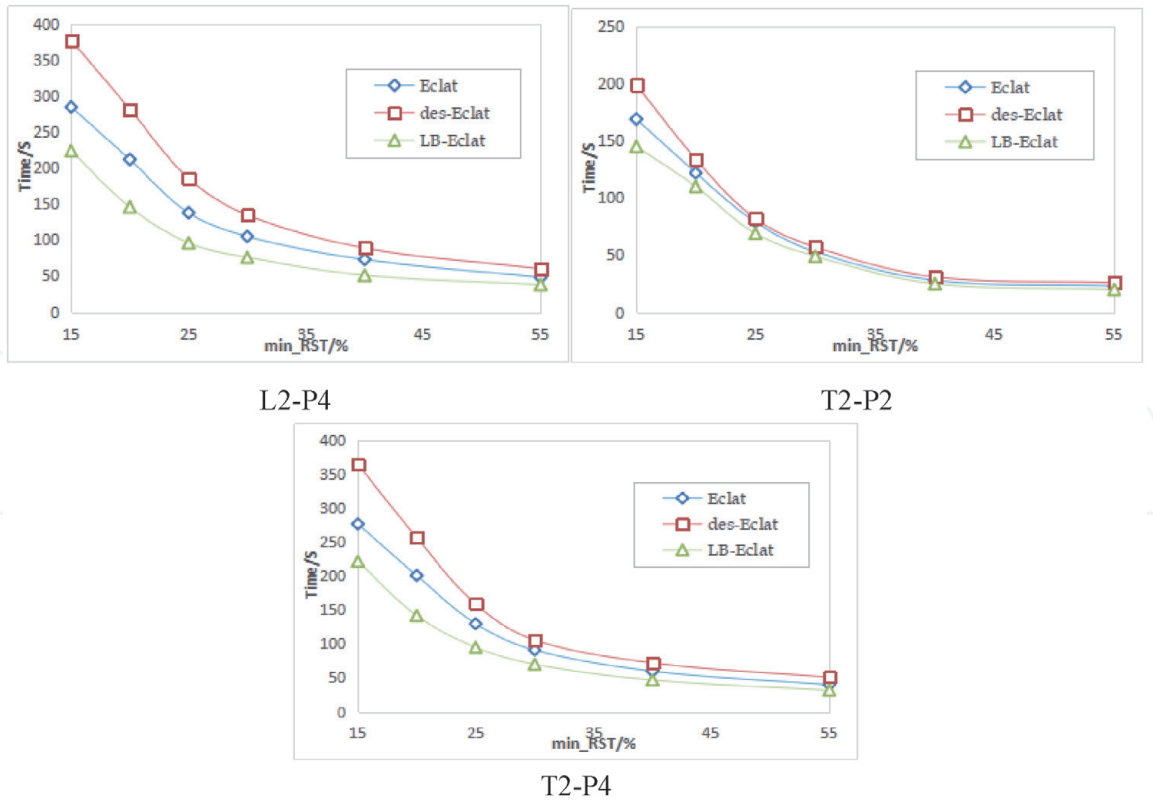 400
350
300
250
200
150
100
50
0
Time/S
Eclat
des-Eclat
LB-Eclat
15
25
35
45
55
min_RST/%
L2-P4
250
200
150
100
50
0
Time/S
Eclat
des-Eclat
LB-Eclat
15
25
35
45
55
min_RST/%
T2-P2
400
350
300
250
200
150
100
50
0
Time/S
Eclat
des-Eclat
LB-Eclat
15
25
35
45
55
min_RST/%
T2-P4